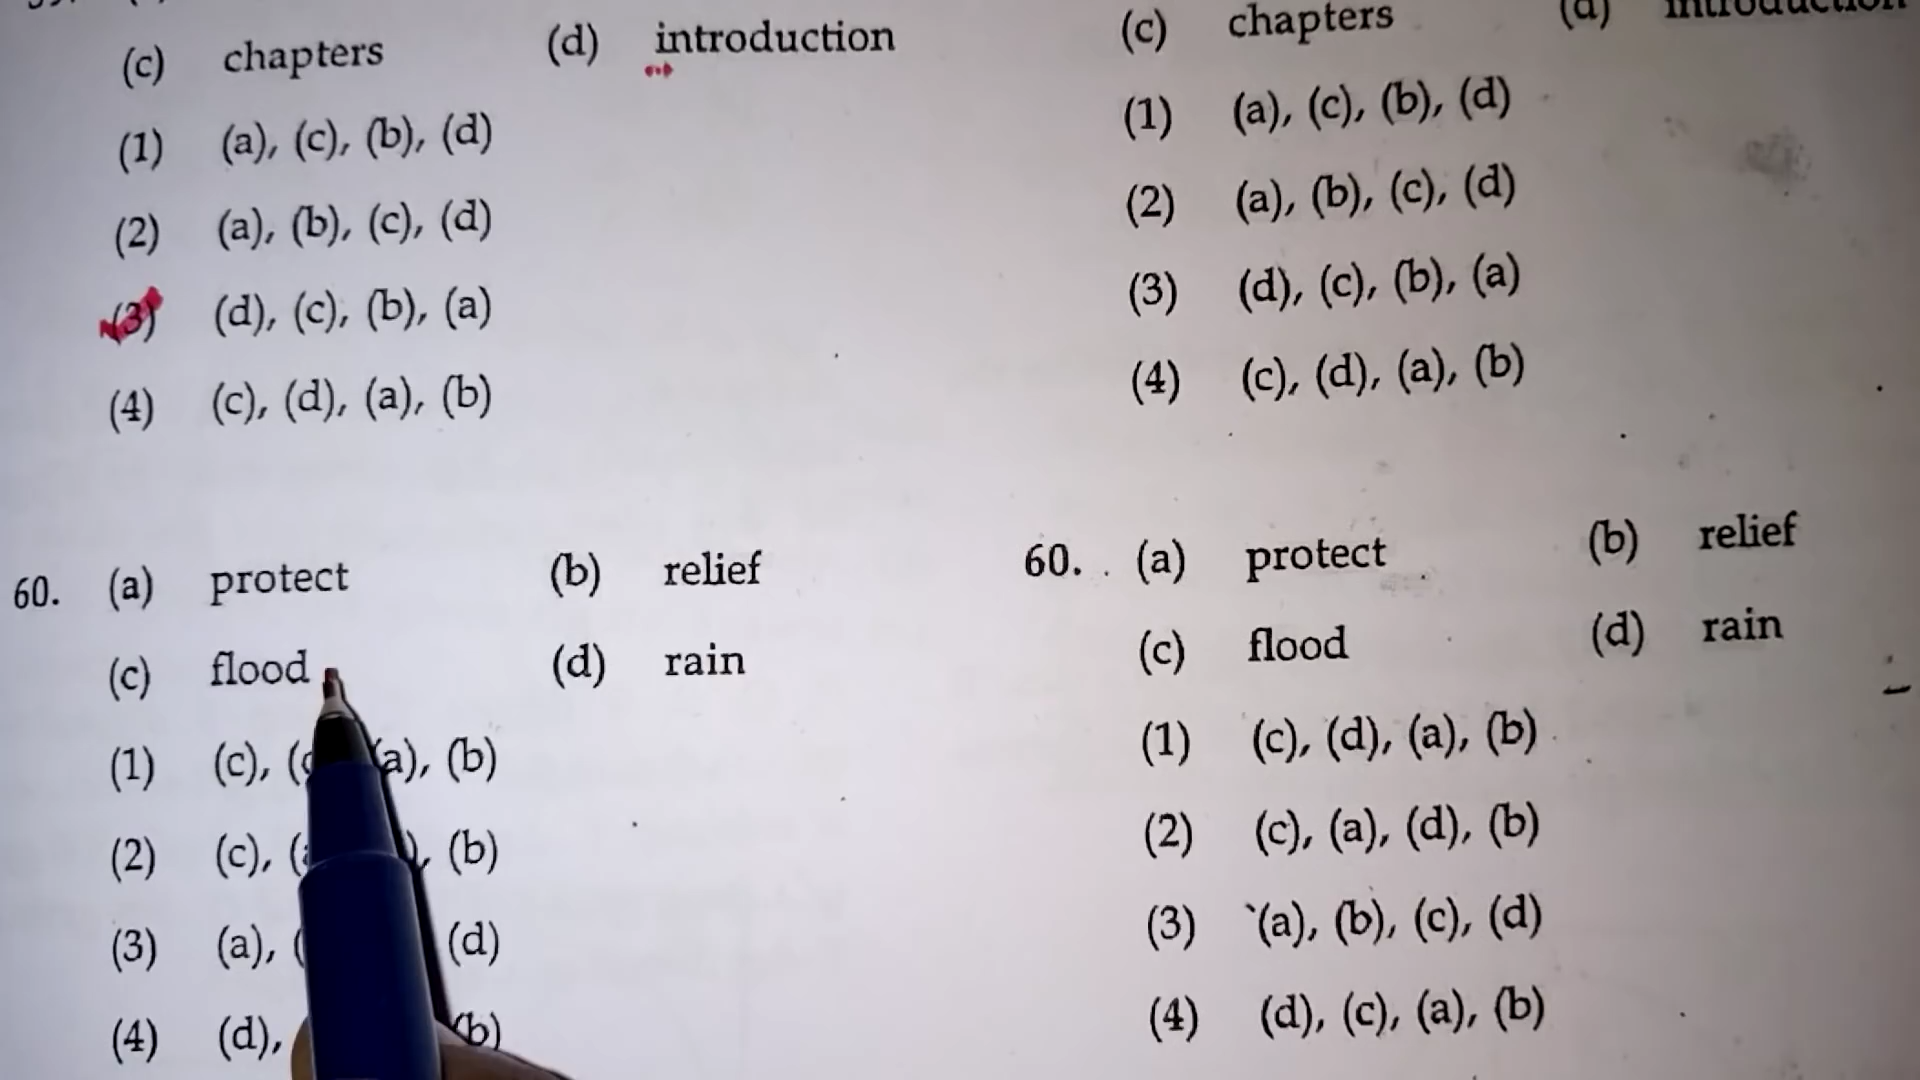 (c) chapters (d) introduction
(1) (a), (c), (b), (d)
(2) (a), (b), (c), (d)
(3) (d), (c), (b), (a)
(4) (c), (d), (a), (b)
60. (a) protect (b) relief
(c) flood (d) rain
(1) (c), (a), (b)
(2) (c), (b)
(3) (a), (d)
(4) (d), (b)
(c) chapters (d) introduction
(1) (a), (c), (b), (d)
(2) (a), (b), (c), (d)
(3) (d), (c), (b), (a)
(4) (c), (d), (a), (b)
60. (a) protect (b) relief
(c) flood (d) rain
(1) (c), (d), (a), (b)
(2) (c), (a), (d), (b)
(3) (a), (b), (c), (d)
(4) (d), (c), (a), (b)